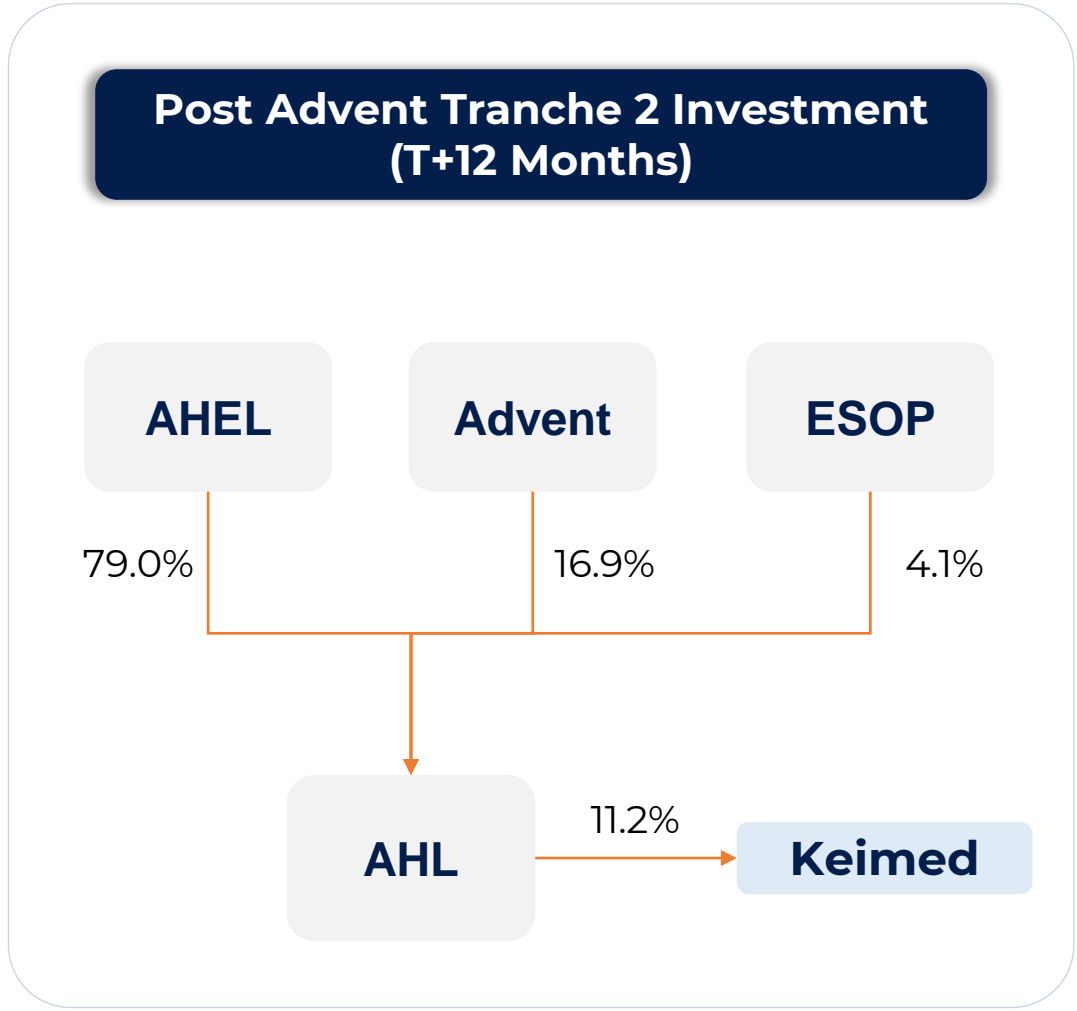 Post Advent Tranche 2 Investment
(T+12 Months)
AHEL
Advent
ESOP
79.0%
16.9%
4.1%
11.2%
AHL
Keimed